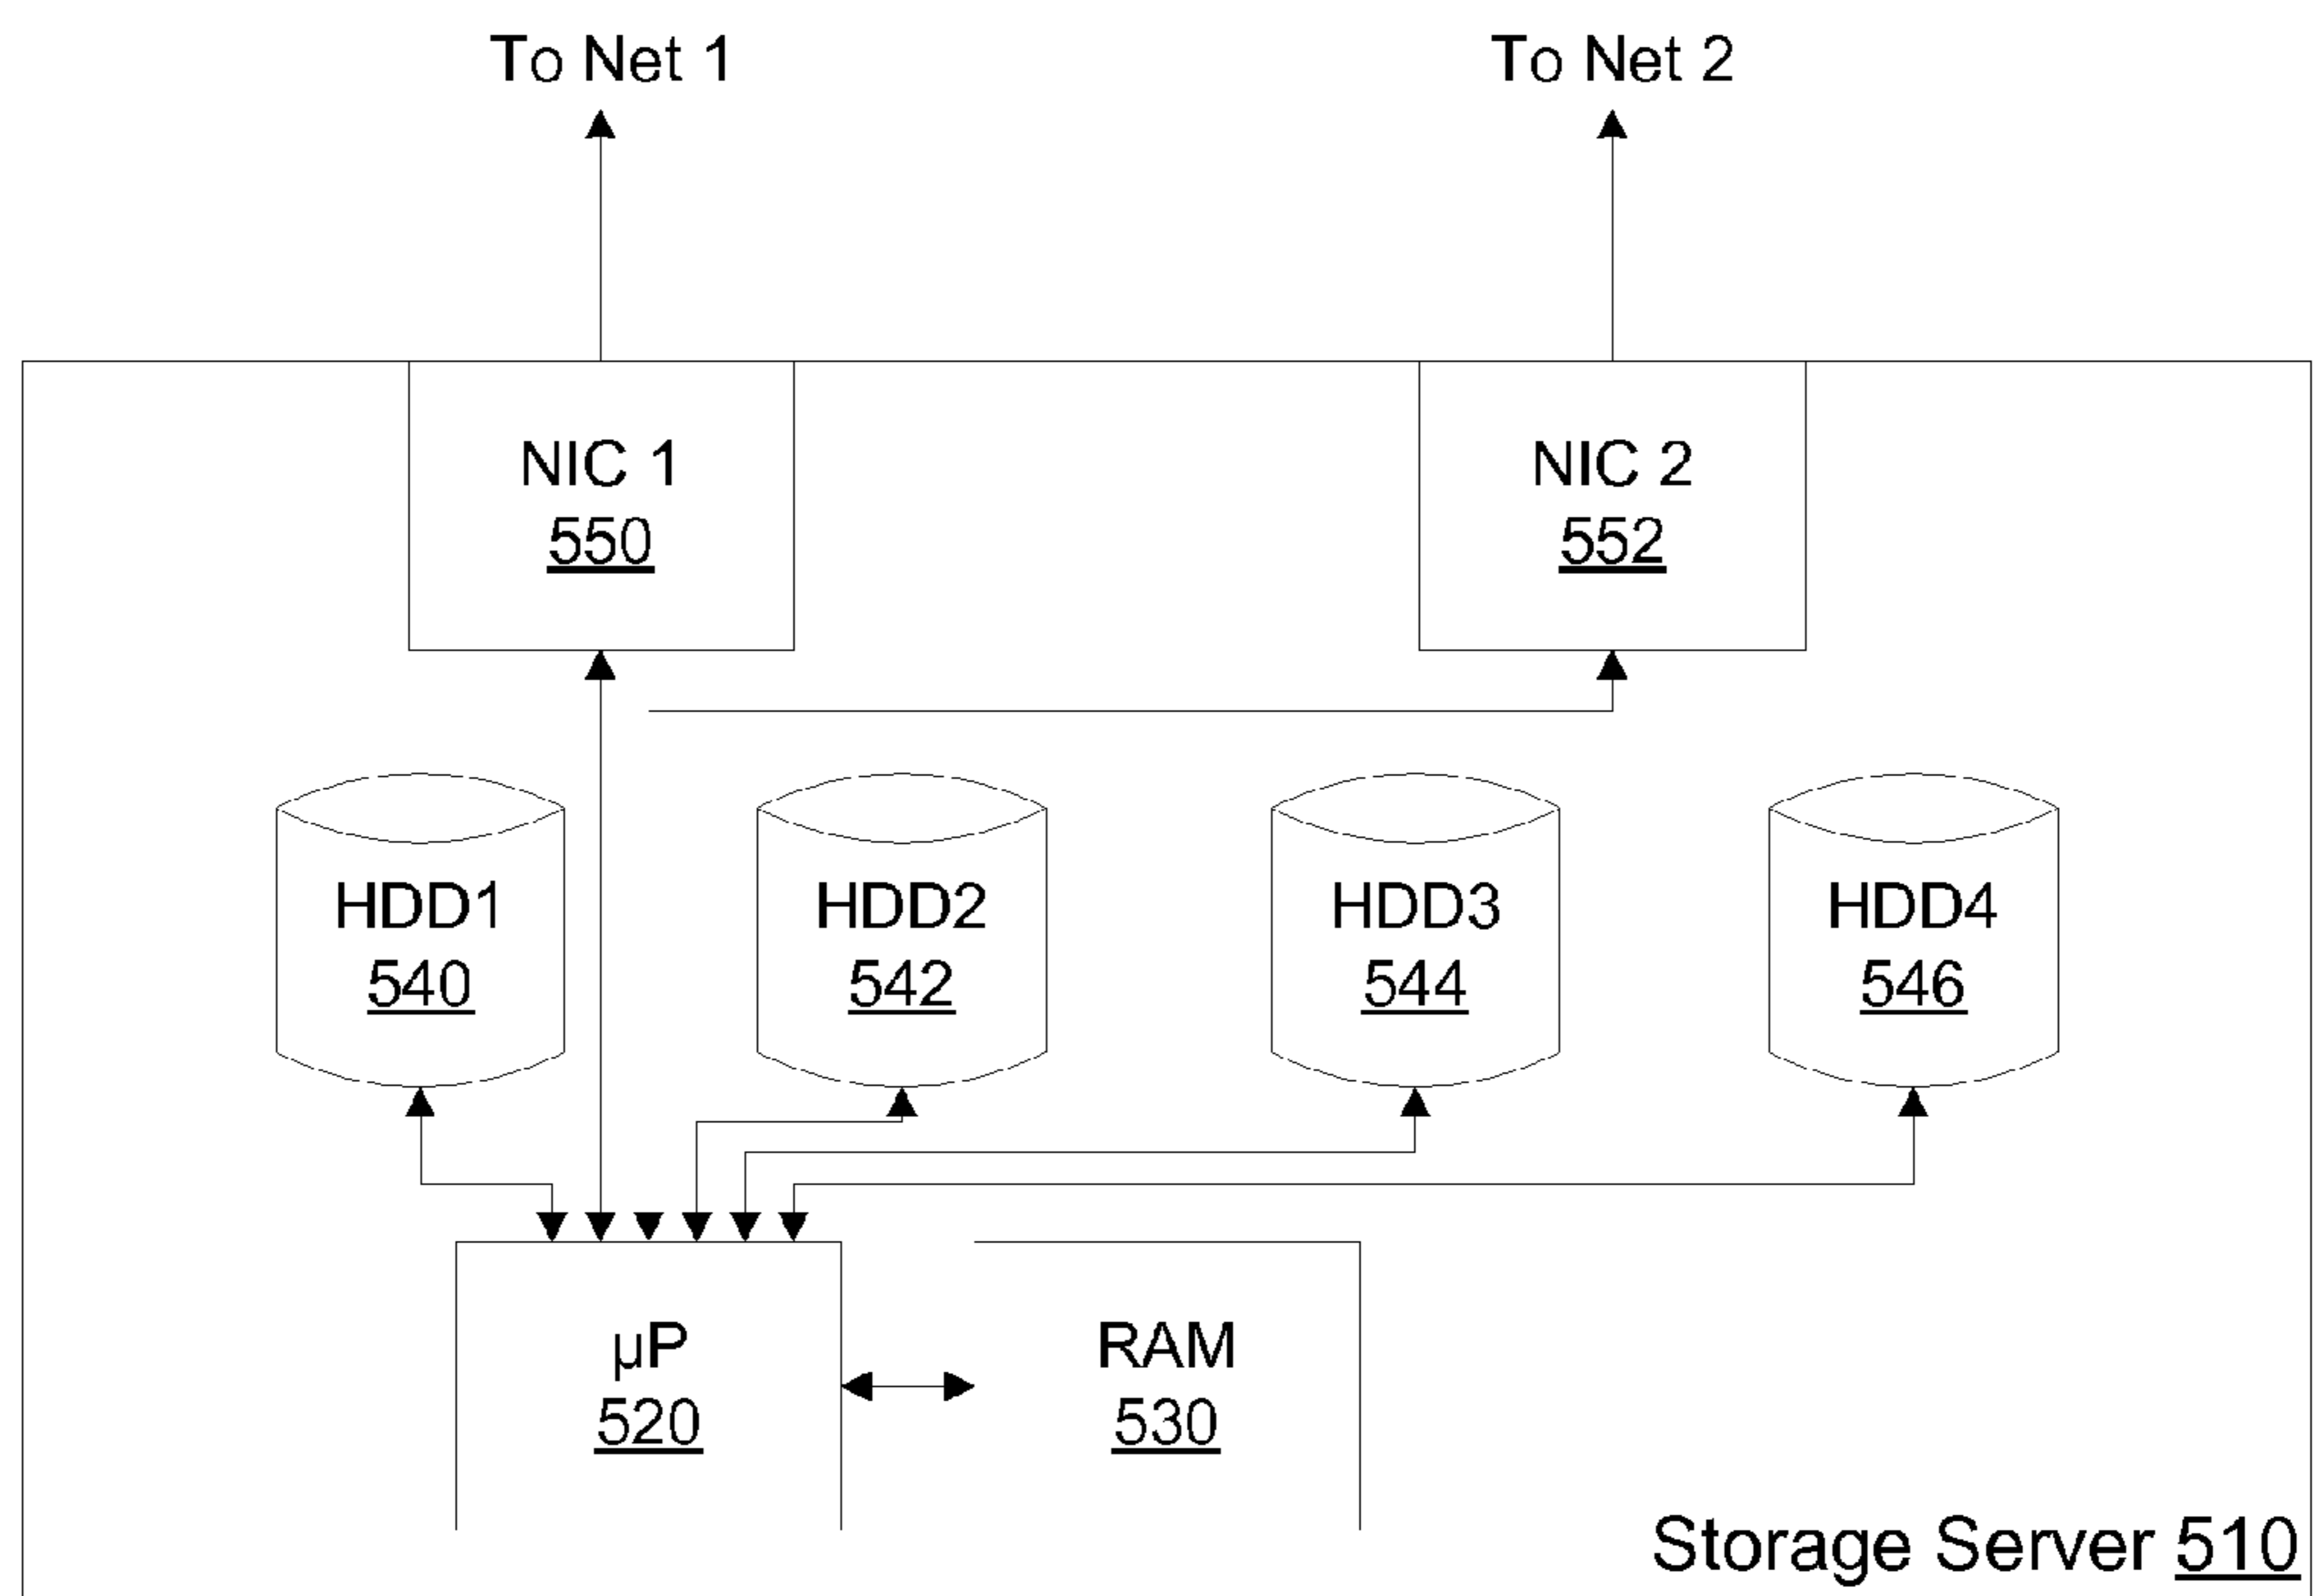 To Net 1
To Net 2
NIC 1
550
NIC 2
552
HDD1
540
HDD2
542
HDD3
544
HDD4
546
µP
520
RAM
530
Storage Server 510